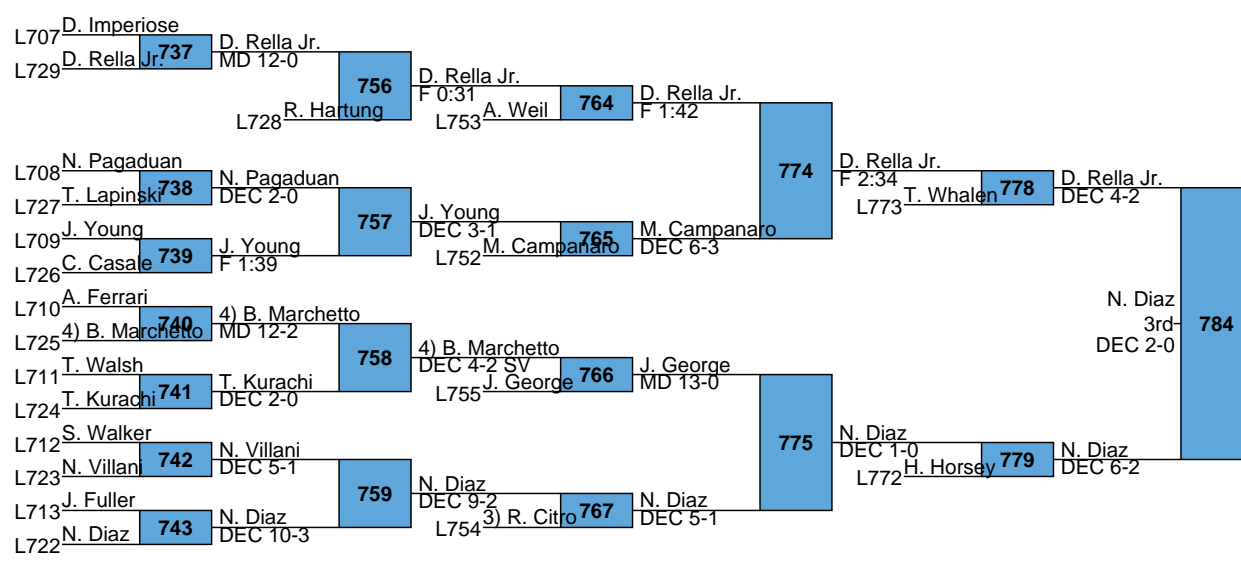 D. Imperiose
L707
737
D. Rella Jr.
L729
D. Rella Jr.
MD 12-0
756
R. Hartung
L728
D. Rella Jr.
F 0:31
764
A. Weil
L753
D. Rella Jr.
F 1:42
774
N. Pagaduan
L708
738
T. Lapinski
L727
N. Pagaduan
DEC 2-0
757
J. Young
L709
739
C. Casale
L726
J. Young
F 1:39
J. Young
DEC 3-1
765
M. Campanaro
L752
M. Campanaro
DEC 6-3
D. Rella Jr.
F 2:34
778
T. Whalen
L773
D. Rella Jr.
DEC 4-2
784
N. Diaz
3rd
DEC 2-0
A. Ferrari
L710
740
4) B. Marchetto
L725
4) B. Marchetto
MD 12-2
758
T. Walsh
L711
741
T. Kurachi
L724
T. Kurachi
DEC 2-0
4) B. Marchetto
DEC 4-2 SV
766
J. George
L755
J. George
MD 13-0
775
S. Walker
L712
742
N. Villani
L723
N. Villani
DEC 5-1
759
J. Fuller
L713
743
N. Diaz
L722
N. Diaz
DEC 10-3
N. Diaz
DEC 9-2
767
3) R. Citro
L754
N. Diaz
DEC 5-1
N. Diaz
DEC 1-0
779
H. Horsey
L772
N. Diaz
DEC 6-2